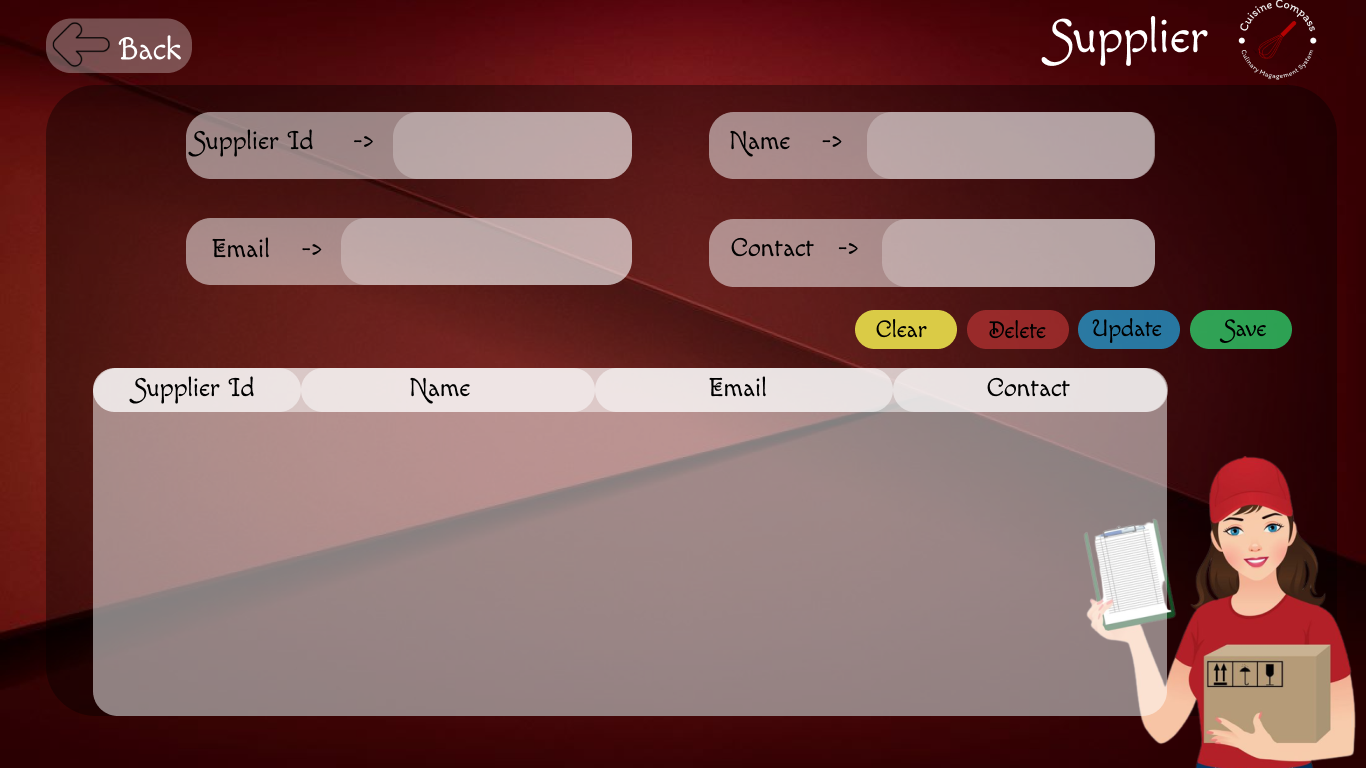 Back
Supplier
Cuisine Compass
Culinary Magagement System
Supplier Id ->
Name ->
Email ->
Contact ->
Clear
Delete
Update
Save
Supplier Id
Name
Email
Contact